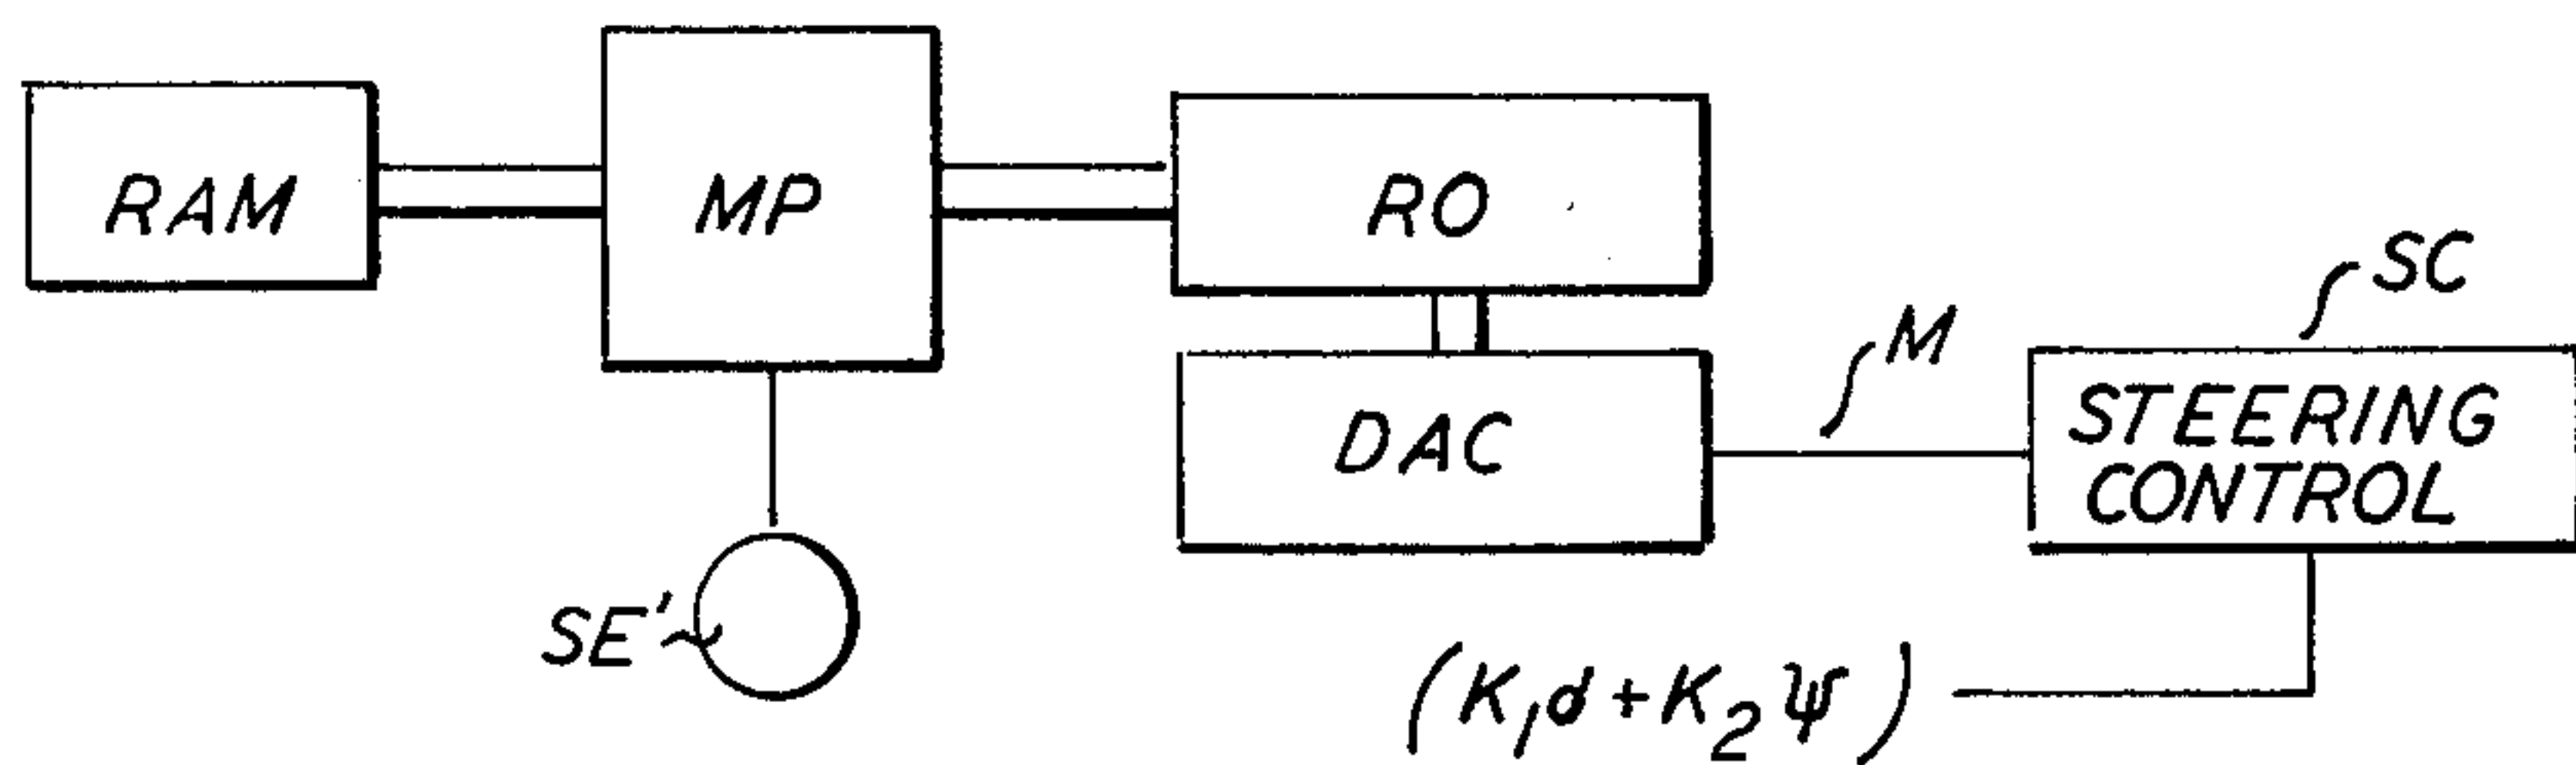 RAM
MP
RO
SC
M
DAC
STEERING
CONTROL
SE'
(K₁d + K₂ψ)